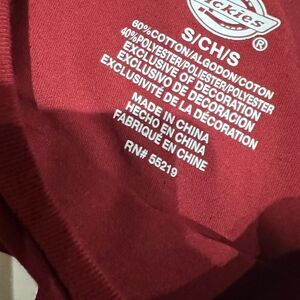 Dickies
®
S/CH/S
60%COTTON/ALGODON/COTON
40%POLYESTER/POLIESTER/POLYESTER
EXCLUSIVE OF DECORATION
EXCLUSIVO DE DECORACION
EXCLUSIVITÉ DE LA DÉCORATION
MADE IN CHINA
HECHO EN CHINA
FABRIQUÉ EN CHINE
RN# 55219